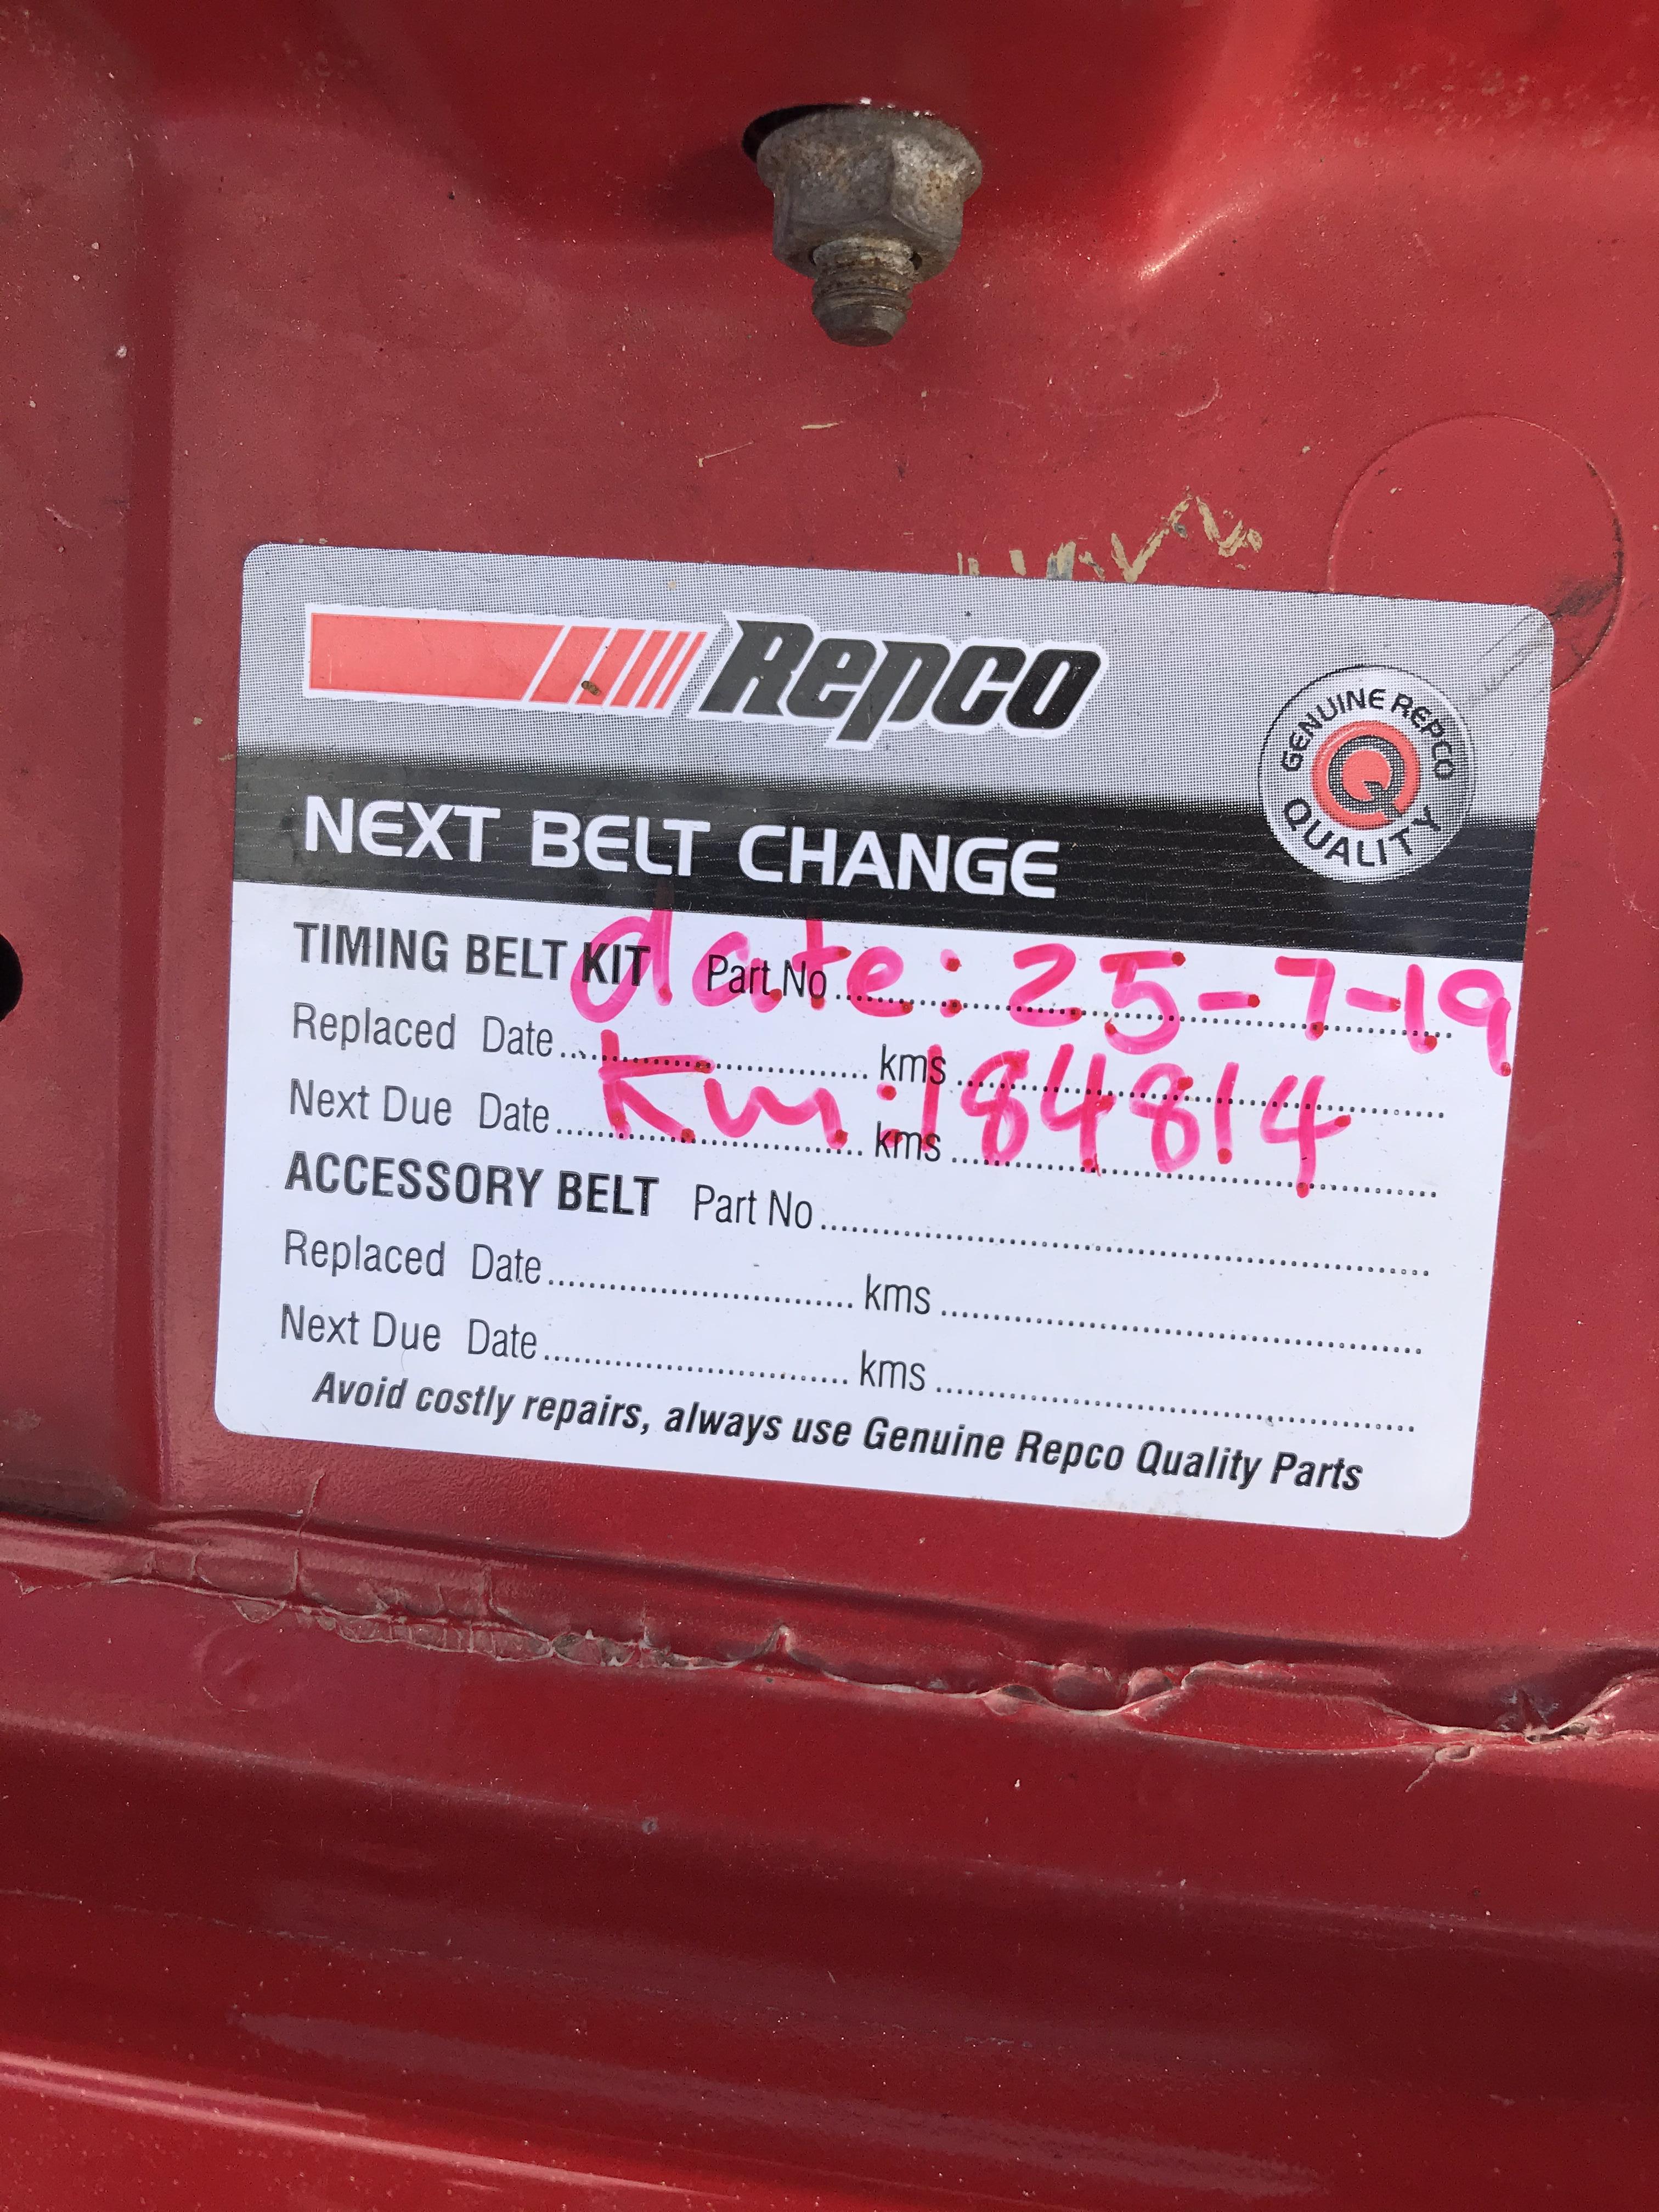 Repco
GENUINE REPCO QUALITY
Q
NEXT BELT CHANGE
TIMING BELT KIT Part No
date: 25-7-19
Replaced Date kms
km: 184814
Next Due Date kms
ACCESSORY BELT Part No
Replaced Date kms
Next Due Date kms
Avoid costly repairs, always use Genuine Repco Quality Parts